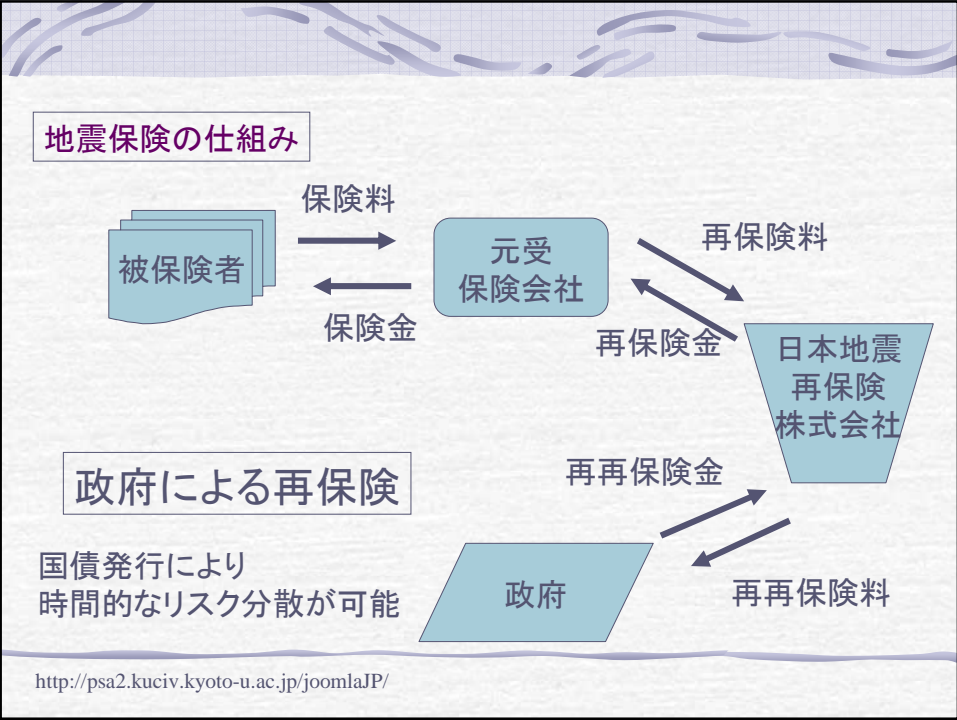 地震保険の仕組み
保険料
被保険者
保険金
元受
保険会社
再保険料
再保険金
日本地震
再保険
株式会社
政府による再保険
再再保険金
国債発行により
時間的なリスク分散が可能
政府
再再保険料
http://psa2.kuciv.kyoto-u.ac.jp/joomlaJP/